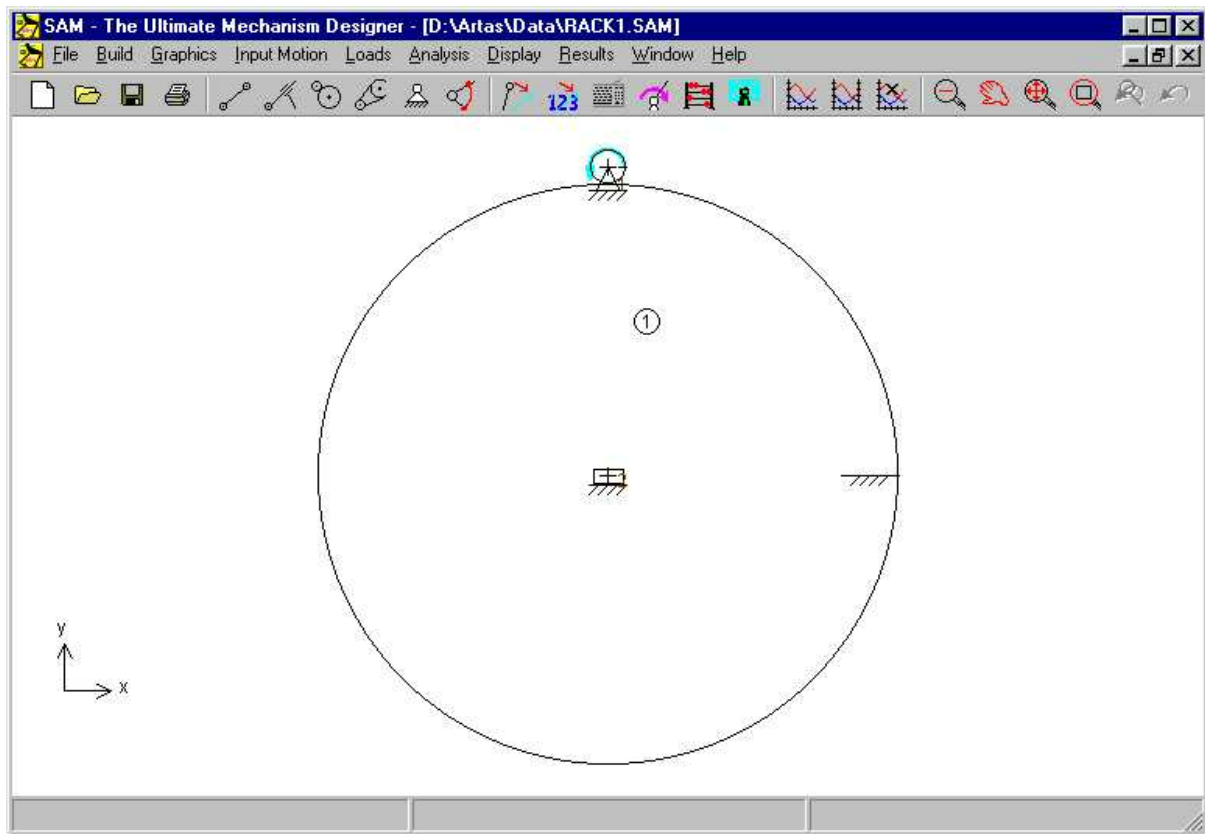 SAM - The Ultimate Mechanism Designer - [D:\Artas\Data\RACK1.SAM]
File Build Graphics Input Motion Loads Analysis Display Results Window Help
123
1
y
x